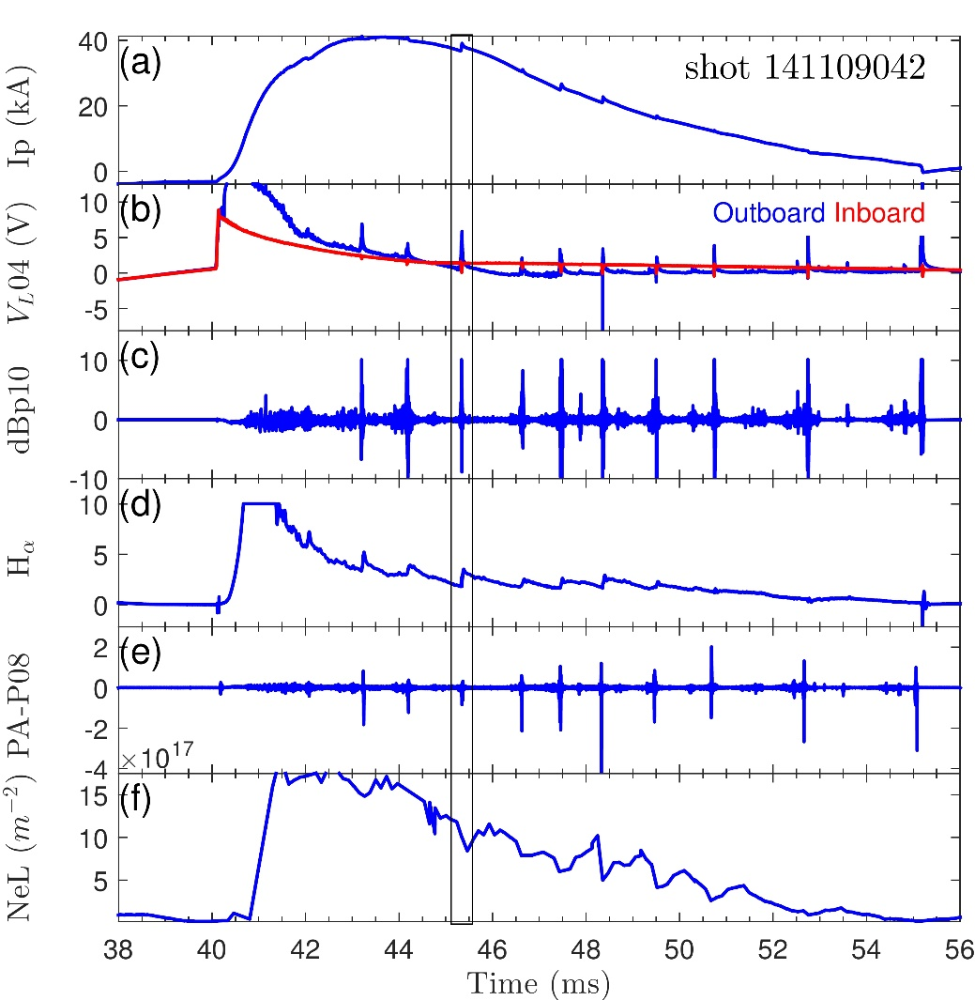 (a)
shot 141109042
Ip (kA)
40
20
0
(b)
Outboard Inboard
V_L04 (V)
10
5
0
-5
(c)
dBp10
10
0
-10
(d)
H_α
10
5
0
(e)
PA-P08
2
0
-2
-4
×10^17
(f)
NeL (m^−2)
15
10
5
38 40 42 44 46 48 50 52 54 56
Time (ms)